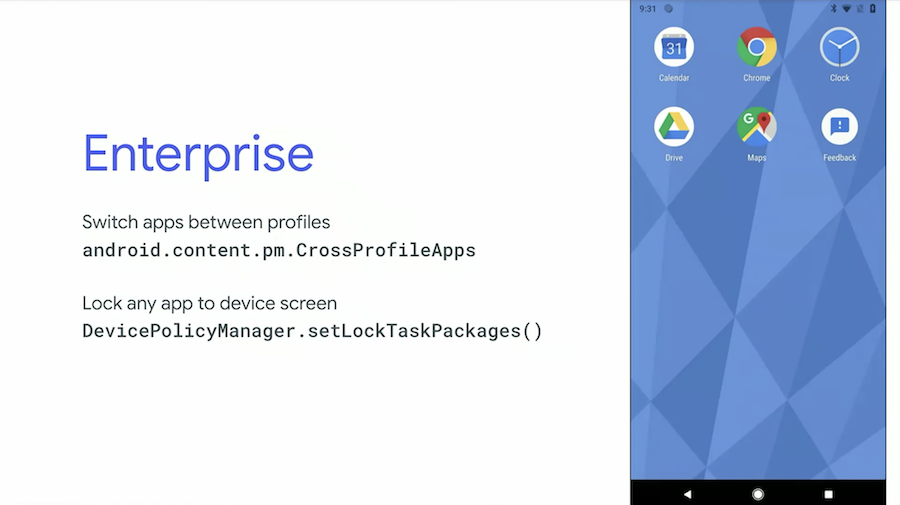 Enterprise
Switch apps between profiles
android.content.pm.CrossProfileApps
Lock any app to device screen
DevicePolicyManager.setLockTaskPackages()
9:31
31
Calendar
Chrome
Clock
G
Drive
Maps
Feedback